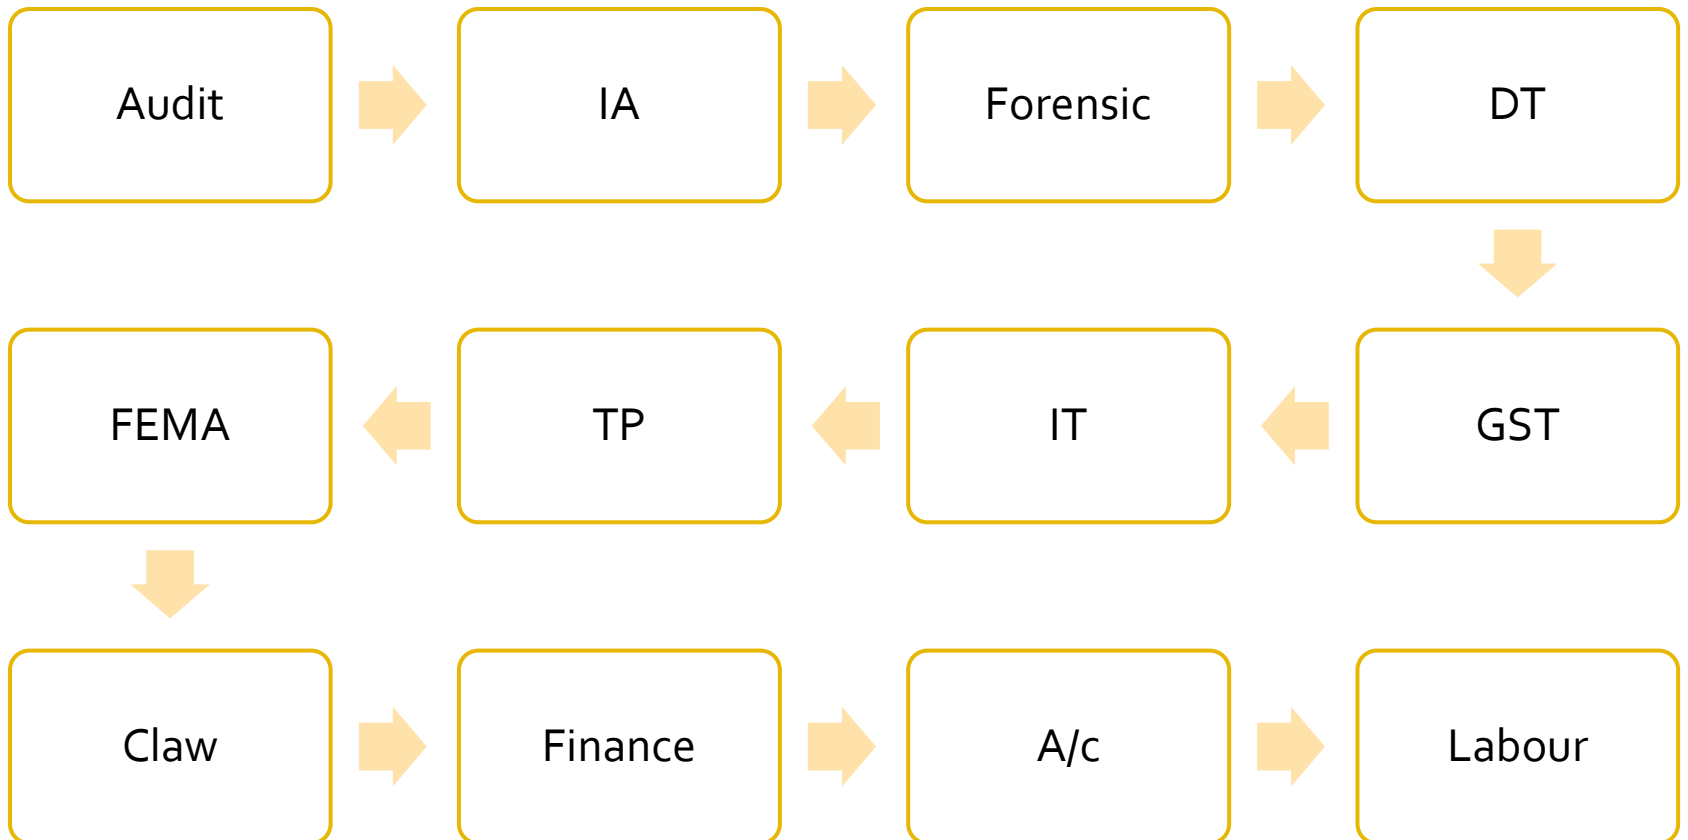 Audit
IA
Forensic
DT
GST
IT
TP
FEMA
Claw
Finance
A/c
Labour